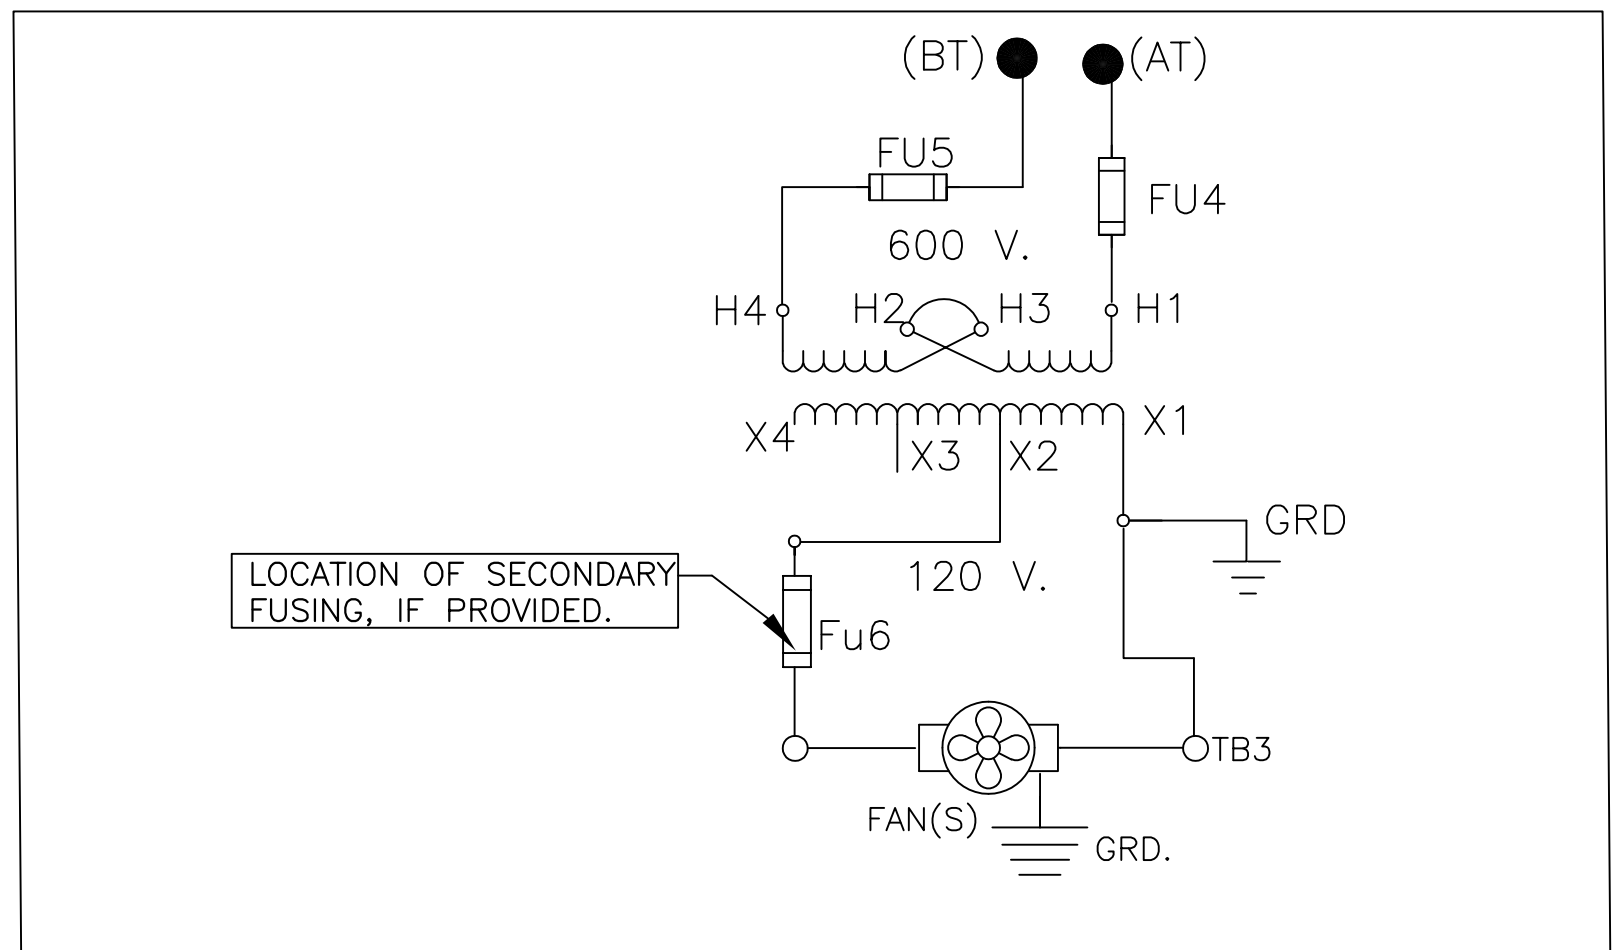 (BT)
(AT)
FU5
FU4
600 V.
H4
H2
H3
H1
X4
X3
X2
X1
GRD
LOCATION OF SECONDARY
FUSING, IF PROVIDED.
120 V.
Fu6
TB3
FAN(S)
GRD.